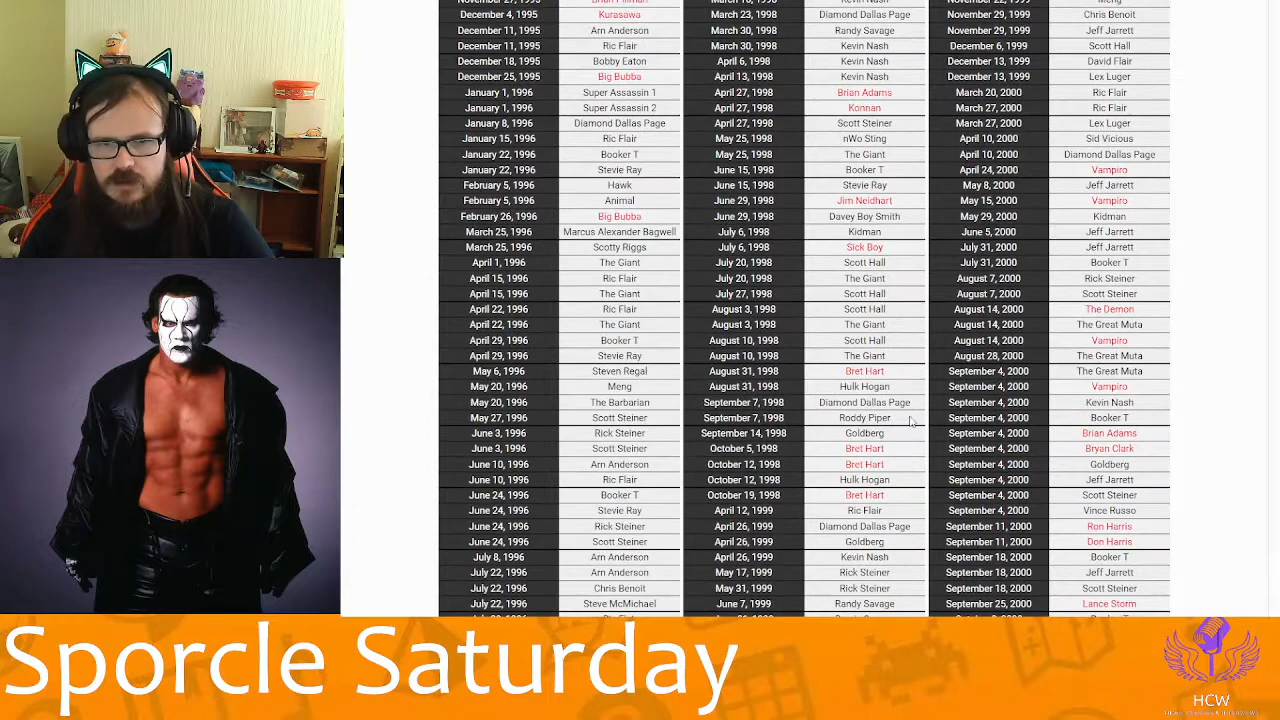 November 27, 1995 Brian Pillman
December 4, 1995 Kurasawa
December 11, 1995 Arn Anderson
December 11, 1995 Ric Flair
December 18, 1995 Bobby Eaton
December 25, 1995 Big Bubba
January 1, 1996 Super Assassin 1
January 1, 1996 Super Assassin 2
January 8, 1996 Diamond Dallas Page
January 15, 1996 Ric Flair
January 22, 1996 Booker T
January 22, 1996 Stevie Ray
February 5, 1996 Hawk
February 5, 1996 Animal
February 26, 1996 Big Bubba
March 25, 1996 Marcus Alexander Bagwell
March 25, 1996 Scotty Riggs
April 1, 1996 The Giant
April 15, 1996 Ric Flair
April 15, 1996 The Giant
April 22, 1996 Ric Flair
April 22, 1996 The Giant
April 29, 1996 Booker T
April 29, 1996 Stevie Ray
May 6, 1996 Steven Regal
May 20, 1996 Meng
May 20, 1996 The Barbarian
May 27, 1996 Scott Steiner
June 3, 1996 Rick Steiner
June 3, 1996 Scott Steiner
June 10, 1996 Arn Anderson
June 10, 1996 Ric Flair
June 24, 1996 Booker T
June 24, 1996 Stevie Ray
June 24, 1996 Rick Steiner
June 24, 1996 Scott Steiner
July 8, 1996 Arn Anderson
July 22, 1996 Arn Anderson
July 22, 1996 Chris Benoit
July 22, 1996 Steve McMichael
March 16, 1998 Kevin Nash
March 23, 1998 Diamond Dallas Page
March 30, 1998 Randy Savage
March 30, 1998 Kevin Nash
April 6, 1998 Kevin Nash
April 13, 1998 Kevin Nash
April 27, 1998 Brian Adams
April 27, 1998 Konnan
April 27, 1998 Scott Steiner
May 25, 1998 nWo Sting
May 25, 1998 The Giant
June 15, 1998 Booker T
June 15, 1998 Stevie Ray
June 29, 1998 Jim Neidhart
June 29, 1998 Davey Boy Smith
July 6, 1998 Kidman
July 6, 1998 Sick Boy
July 20, 1998 Scott Hall
July 20, 1998 The Giant
July 27, 1998 Scott Hall
August 3, 1998 Scott Hall
August 3, 1998 The Giant
August 10, 1998 Scott Hall
August 10, 1998 The Giant
August 31, 1998 Bret Hart
August 31, 1998 Hulk Hogan
September 7, 1998 Diamond Dallas Page
September 7, 1998 Roddy Piper
September 14, 1998 Goldberg
October 5, 1998 Bret Hart
October 12, 1998 Bret Hart
October 12, 1998 Hulk Hogan
October 19, 1998 Bret Hart
April 12, 1999 Ric Flair
April 26, 1999 Diamond Dallas Page
April 26, 1999 Goldberg
April 26, 1999 Kevin Nash
May 17, 1999 Rick Steiner
May 31, 1999 Rick Steiner
June 7, 1999 Randy Savage
November 22, 1999 Meng
November 29, 1999 Chris Benoit
November 29, 1999 Jeff Jarrett
December 6, 1999 Scott Hall
December 13, 1999 David Flair
December 13, 1999 Lex Luger
March 20, 2000 Ric Flair
March 27, 2000 Ric Flair
March 27, 2000 Lex Luger
April 10, 2000 Sid Vicious
April 10, 2000 Diamond Dallas Page
April 24, 2000 Vampiro
May 8, 2000 Jeff Jarrett
May 15, 2000 Vampiro
May 29, 2000 Kidman
June 5, 2000 Jeff Jarrett
July 31, 2000 Jeff Jarrett
July 31, 2000 Booker T
August 7, 2000 Rick Steiner
August 7, 2000 Scott Steiner
August 14, 2000 The Demon
August 14, 2000 The Great Muta
August 14, 2000 Vampiro
August 28, 2000 The Great Muta
September 4, 2000 The Great Muta
September 4, 2000 Vampiro
September 4, 2000 Kevin Nash
September 4, 2000 Booker T
September 4, 2000 Brian Adams
September 4, 2000 Bryan Clark
September 4, 2000 Goldberg
September 4, 2000 Jeff Jarrett
September 4, 2000 Scott Steiner
September 4, 2000 Vince Russo
September 11, 2000 Ron Harris
September 11, 2000 Don Harris
September 18, 2000 Booker T
September 18, 2000 Jeff Jarrett
September 18, 2000 Scott Steiner
September 25, 2000 Lance Storm
Sporcle Saturday
HCW